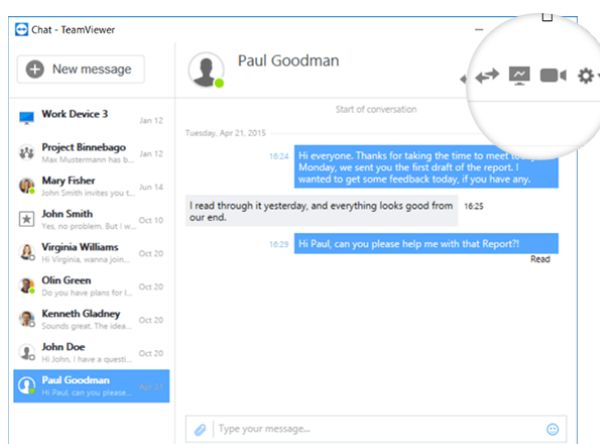 Chat - TeamViewer
New message
Paul Goodman
Work Device 3
Jan 12
Project Binnebago
Max Mustermann has b...
Jan 12
Mary Fisher
John Smith invites you t...
Jun 14
John Smith
Yes, no problem. But I w...
Oct 10
Virginia Williams
Hi Virginia, wanna join...
Oct 20
Olin Green
Do you have plans for I...
Oct 20
Kenneth Gladney
Sounds great. The idea...
Oct 20
John Doe
Hi John, I have a questi...
Oct 20
Paul Goodman
Hi Paul, can you please...
Apr 21
Start of conversation
Tuesday, Apr 21, 2015
16:24
Hi everyone. Thanks for taking the time to meet
Monday, we sent you the first draft of the report. I
wanted to get some feedback today, if you have any.
I read through it yesterday, and everything looks good from
our end.
16:25
16:29
Hi Paul, can you please help me with that Report?!
Read
Type your message...